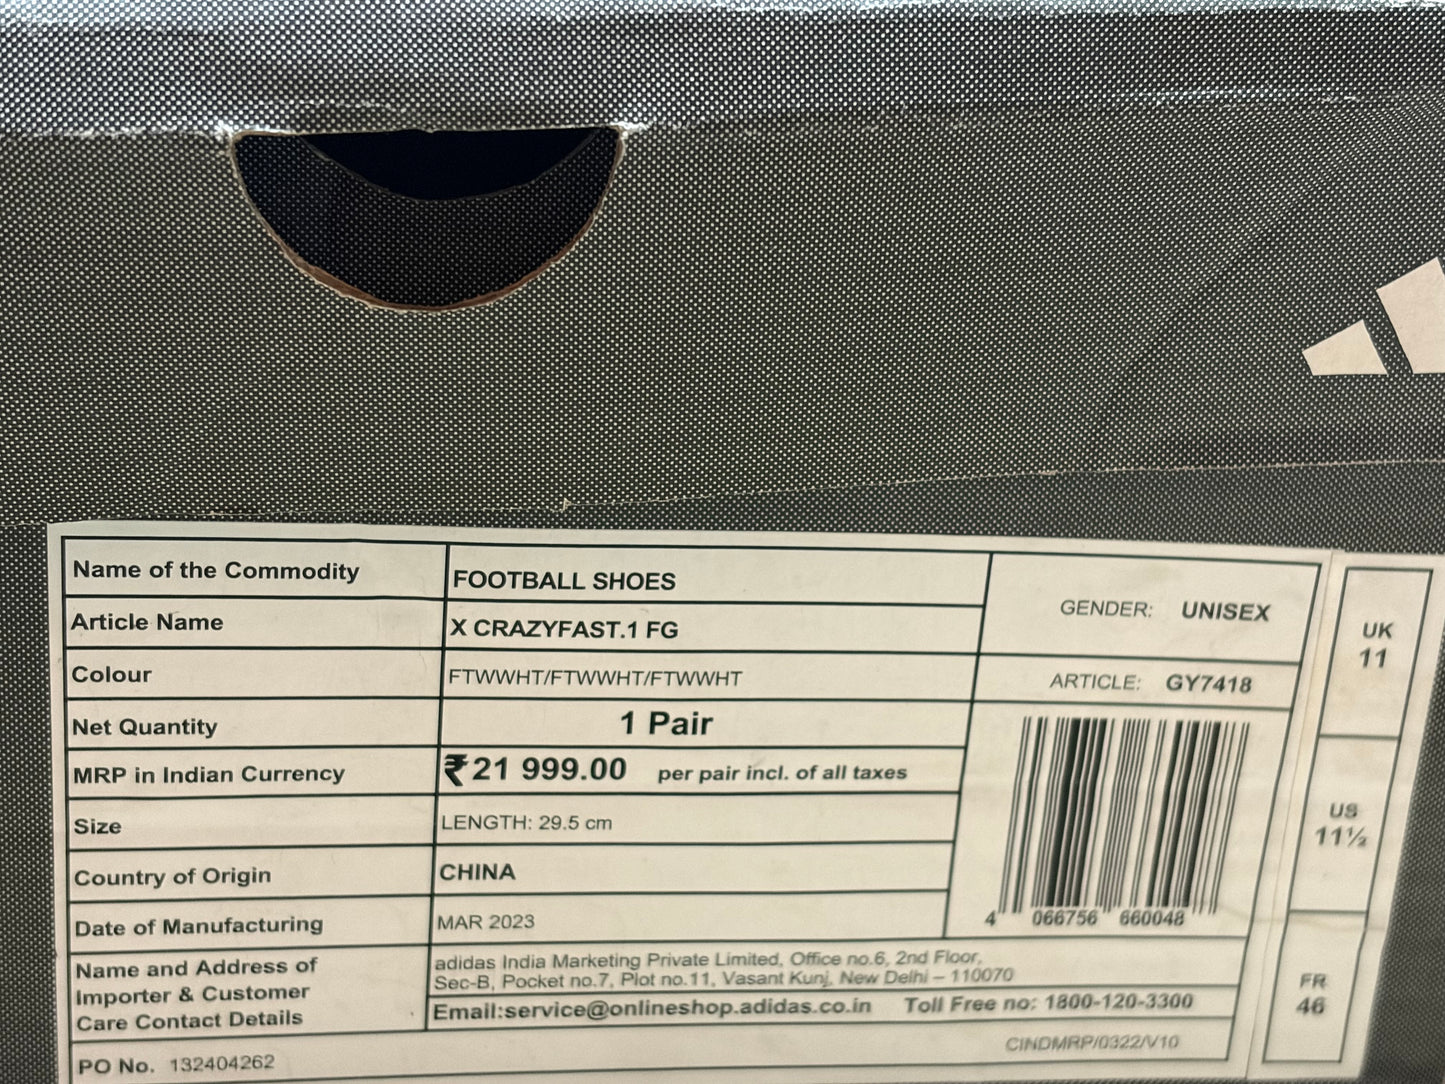 Name of the Commodity FOOTBALL SHOES
Article Name X CRAZYFAST.1 FG
Colour FTWWHT/FTWWHT/FTWWHT
Net Quantity 1 Pair
MRP in Indian Currency ₹21 999.00 per pair incl. of all taxes
Size LENGTH: 29.5 cm
Country of Origin CHINA
Date of Manufacturing MAR 2023
Name and Address of
Importer & Customer
Care Contact Details
adidas India Marketing Private Limited, Office no.6, 2nd Floor,
Sec-B, Pocket no.7, Plot no.11, Vasant Kunj, New Delhi – 110070
Email:service@onlineshop.adidas.co.in Toll Free no: 1800-120-3300
PO No. 132404262
CINDMRP/0322/V10
GENDER: UNISEX
ARTICLE: GY7418
4 066756 660048
UK
11
US
11½
FR
46